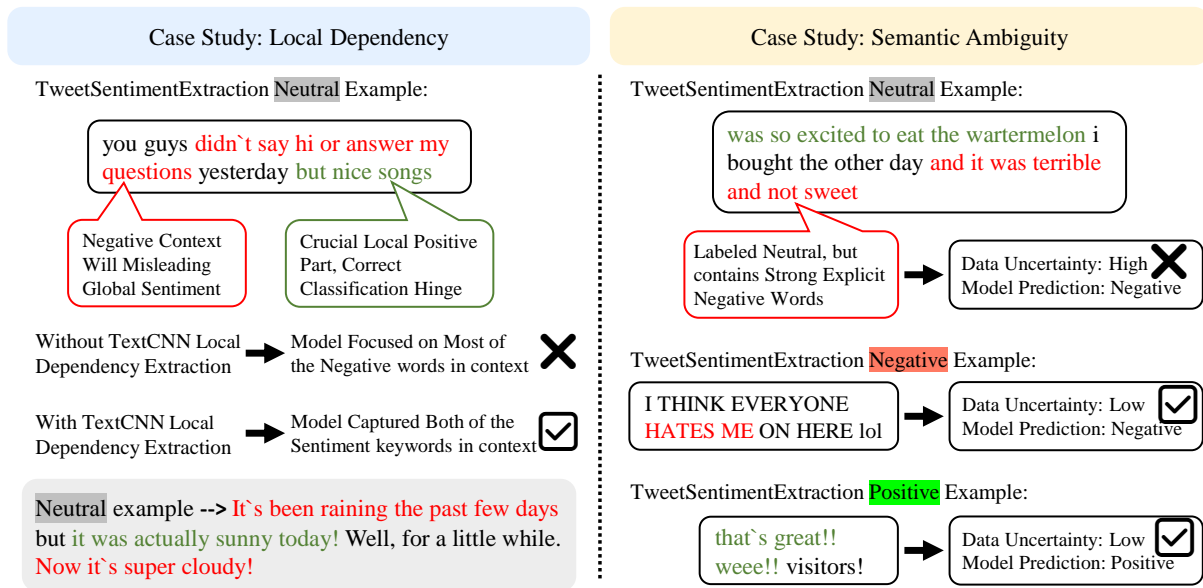 Case Study: Local Dependency
TweetSentimentExtraction Neutral Example:
you guys didn`t say hi or answer my
questions yesterday but nice songs
Negative Context
Will Misleading
Global Sentiment
Crucial Local Positive
Part, Correct
Classification Hinge
Without TextCNN Local
Dependency Extraction
Model Focused on Most of
the Negative words in context
With TextCNN Local
Dependency Extraction
Model Captured Both of the
Sentiment keywords in context
Neutral example --> It`s been raining the past few days
but it was actually sunny today! Well, for a little while.
Now it`s super cloudy!
Case Study: Semantic Ambiguity
TweetSentimentExtraction Neutral Example:
was so excited to eat the wartermelon i
bought the other day and it was terrible
and not sweet
Labeled Neutral, but
contains Strong Explicit
Negative Words
Data Uncertainty: High
Model Prediction: Negative
TweetSentimentExtraction Negative Example:
I THINK EVERYONE
HATES ME ON HERE lol
Data Uncertainty: Low
Model Prediction: Negative
TweetSentimentExtraction Positive Example:
that`s great!!
weee!! visitors!
Data Uncertainty: Low
Model Prediction: Positive